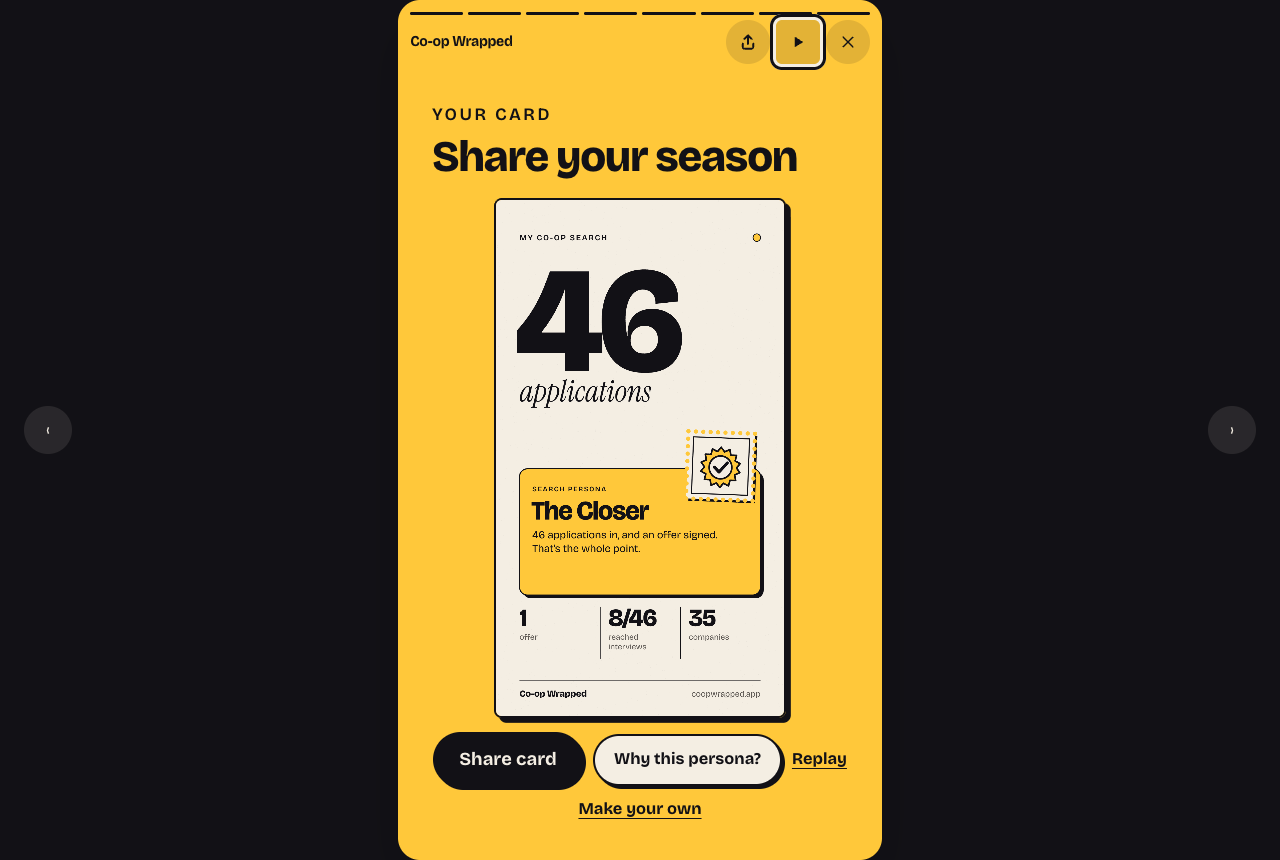 Co-op Wrapped
YOUR CARD
Share your season
MY CO-OP SEARCH
46
applications
SEARCH PERSONA
The Closer
46 applications in, and an offer signed.
That's the whole point.
1
offer
8/46
reached
interviews
35
companies
Co-op Wrapped
coopwrapped.app
Share card
Why this persona?
Replay
Make your own